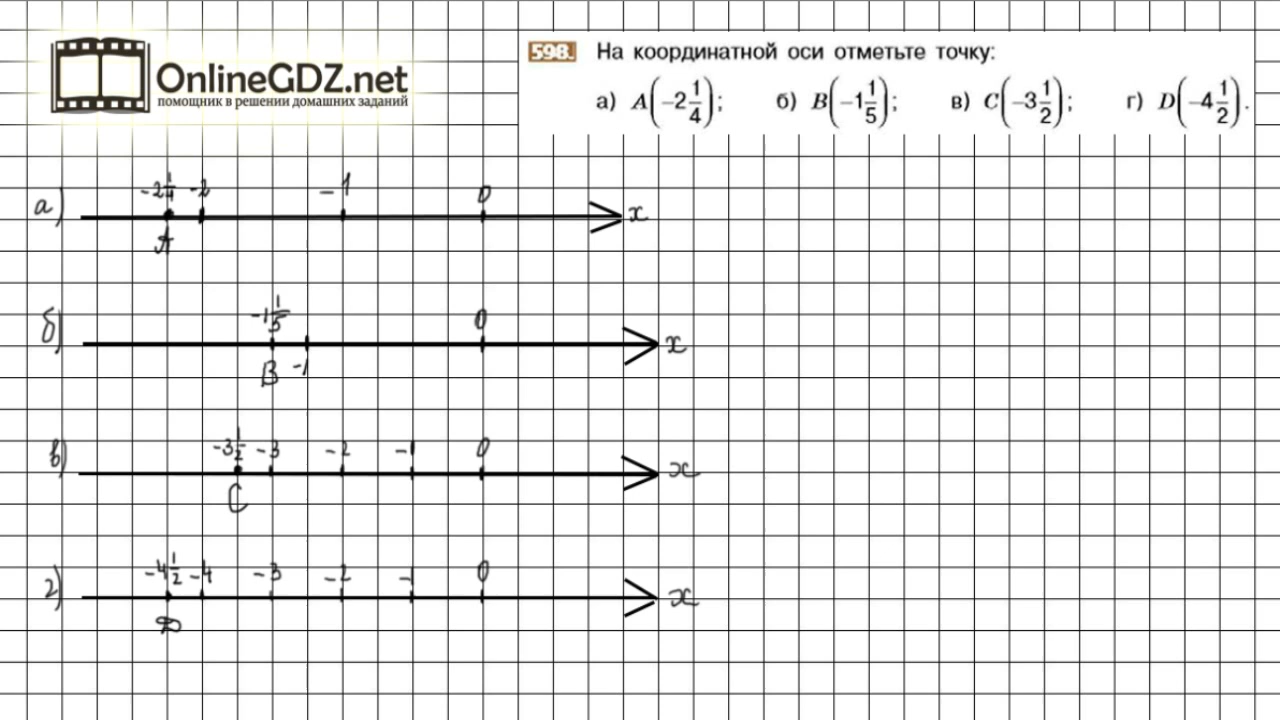 OnlineGDZ.net
помощник в решении домашних заданий
598. На координатной оси отметьте точку:
а) A(-2 1/4); б) B(-1 1/5); в) C(-3 1/2); г) D(-4 1/2).
а) -2 1/4 -2 -1 0 x
A
б) -1 1/5 0 x
B -1
в) -3 1/2 -3 -2 -1 0 x
C
г) -4 1/2 -4 -3 -2 -1 0 x
D